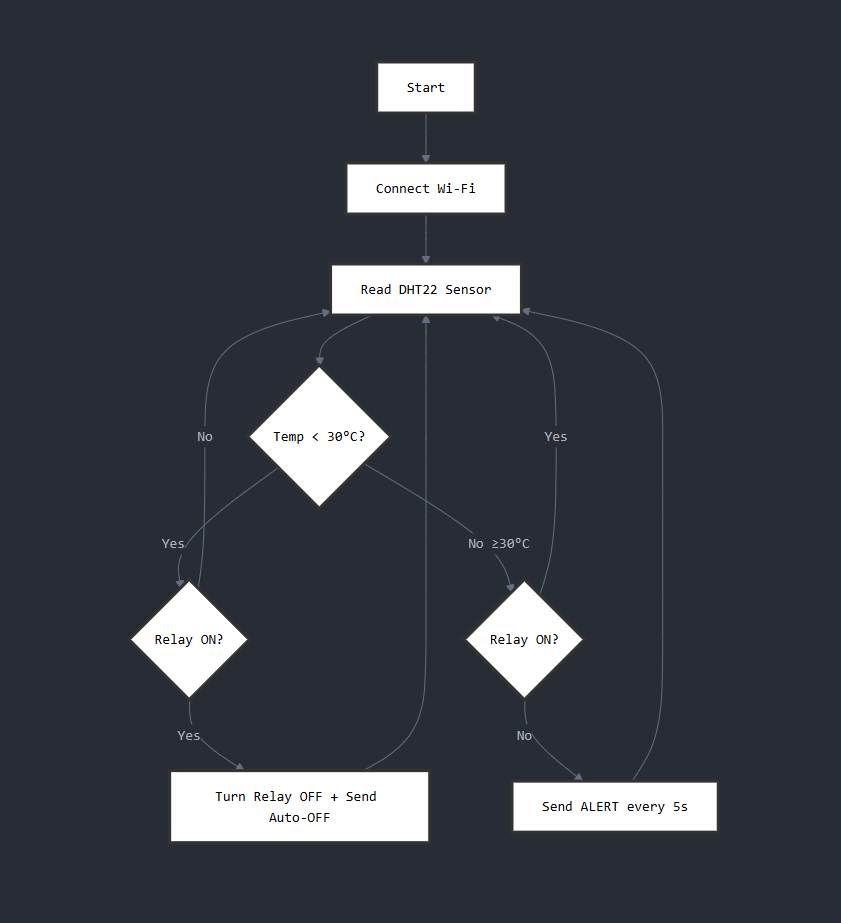 Start
Connect Wi-Fi
Read DHT22 Sensor
No
Temp < 30°C?
Yes
Yes
No ≥30°C
Relay ON?
Relay ON?
Yes
No
Turn Relay OFF + Send
Auto-OFF
Send ALERT every 5s